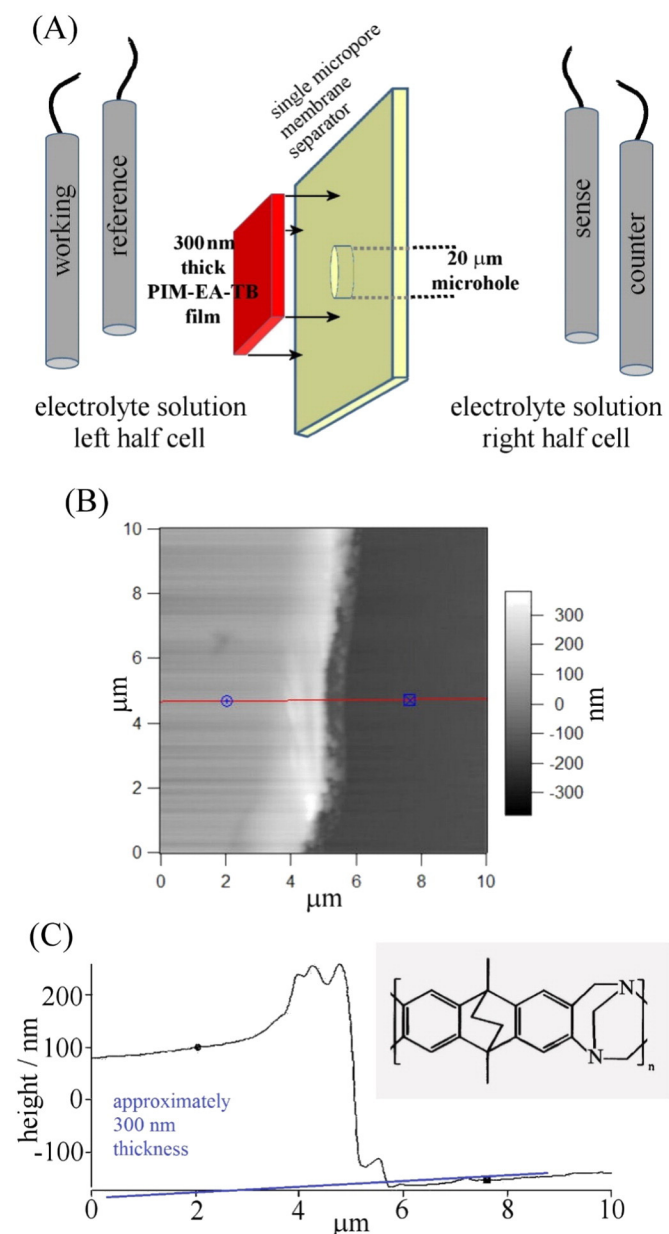 (A)
single micropore
membrane
separator
working
reference
sense
counter
300 nm
thick
PIM-EA-TB
film
20 μm
microhole
electrolyte solution
left half cell
electrolyte solution
right half cell
(B)
10
8
6
4
2
0
μm
0 2 4 6 8 10
μm
300
200
100
0
-100
-200
-300
nm
(C)
200
100
0
-100
height / nm
approximately
300 nm
thickness
N
N
n
0 2 4 6 8 10
μm